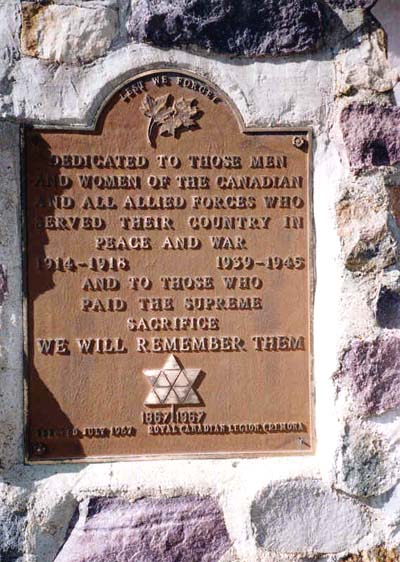 LEST WE FORGET
DEDICATED TO THOSE MEN
AND WOMEN OF THE CANADIAN
AND ALL ALLIED FORCES WHO
SERVED THEIR COUNTRY IN
PEACE AND WAR
1914-1918 1939-1945
AND TO THOSE WHO
PAID THE SUPREME
SACRIFICE
WE WILL REMEMBER THEM
1867 1967
JULY 1967 ROYAL CANADIAN LEGION, CREMONA